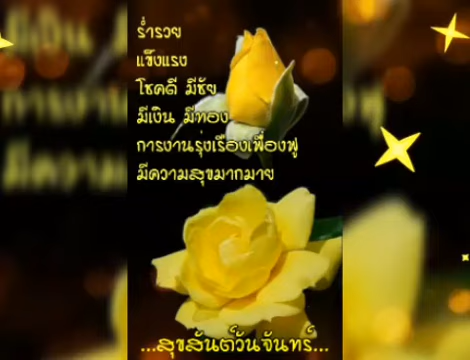 ร่ำรวย
แข็งแรง
โชคดี มีชัย
มีเงิน มีทอง
การงานรุ่งเรืองเฟื่องฟู
มีความสุขมากมาย
...สุขสันต์วันจันทร์...